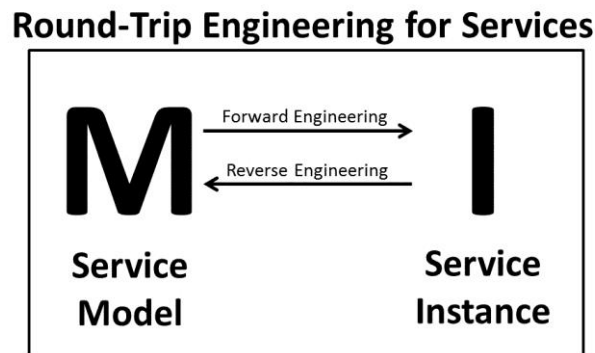 Round-Trip Engineering for Services
M
Forward Engineering
Reverse Engineering
I
Service
Model
Service
Instance